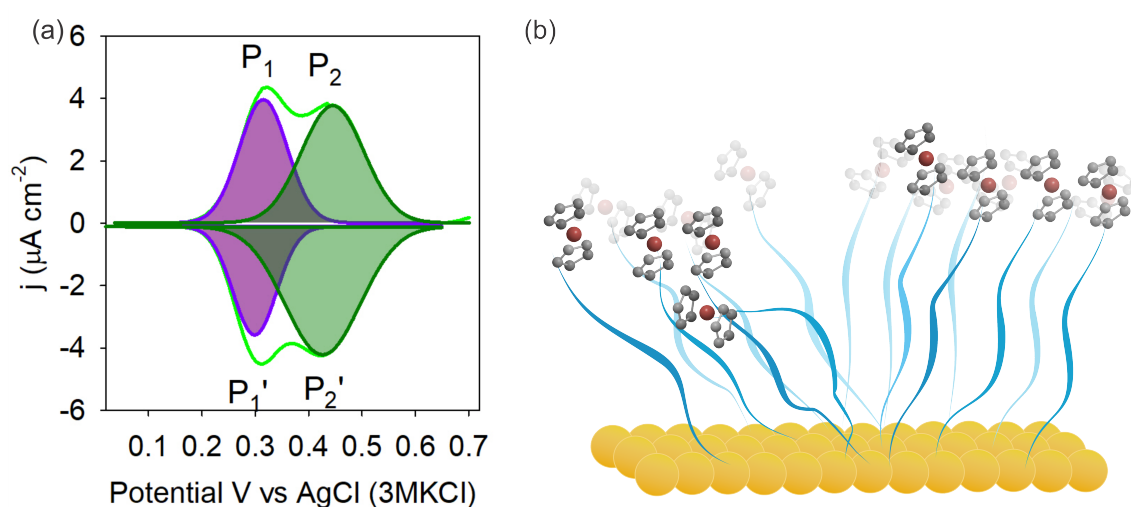 (a)
(b)
P1
P2
6
4
2
0
-2
-4
-6
j (µA cm-2)
P1'
P2'
0.1 0.2 0.3 0.4 0.5 0.6 0.7
Potential V vs AgCl (3MKCl)